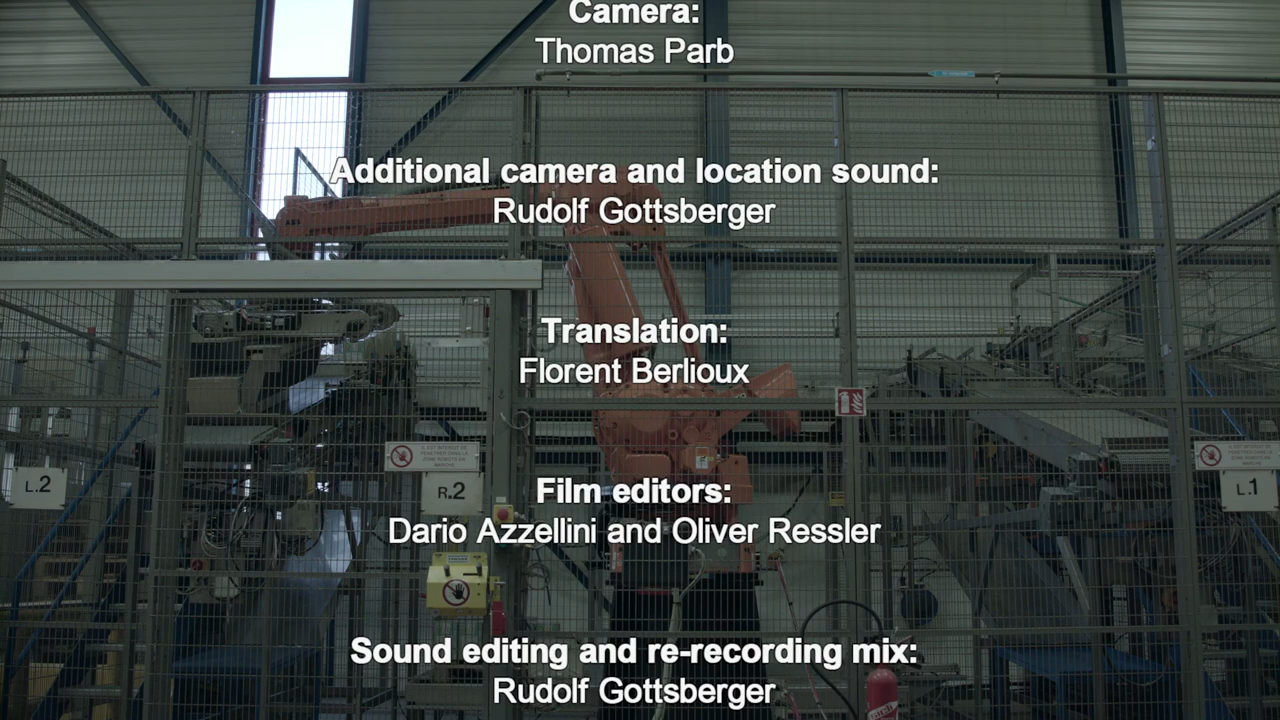 Camera:
Thomas Parb
Additional camera and location sound:
Rudolf Gottsberger
Translation:
Florent Berlioux
Film editors:
Dario Azzellini and Oliver Ressler
Sound editing and re-recording mix:
Rudolf Gottsberger
ABB
L.2
R.2
L.1